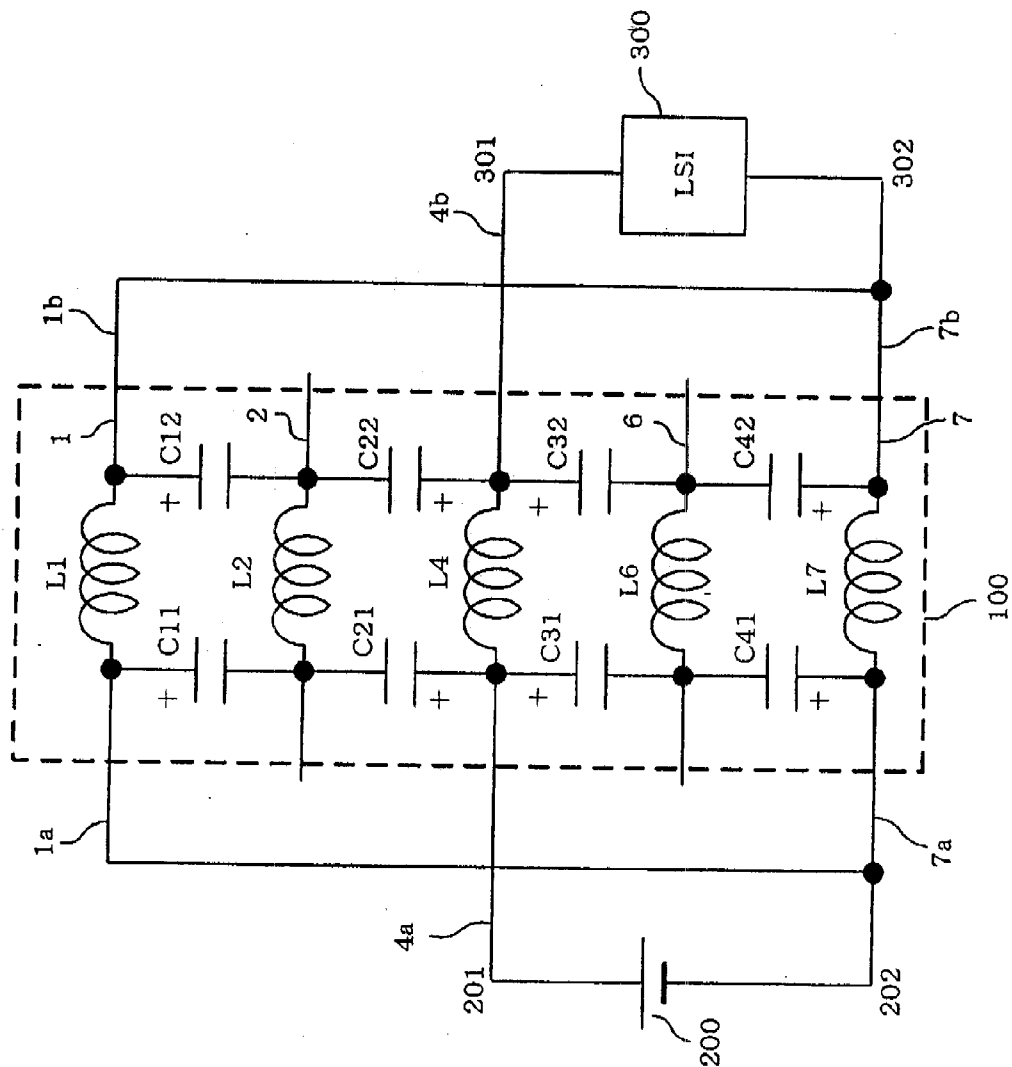 1a
L1
C11
+
C12
+
1
1b
L2
2
C21
+
C22
+
4a
201
L4
4b
301
C31
+
C32
+
LSI
300
L6
6
C41
+
C42
+
200
202
7a
L7
7
7b
302
100